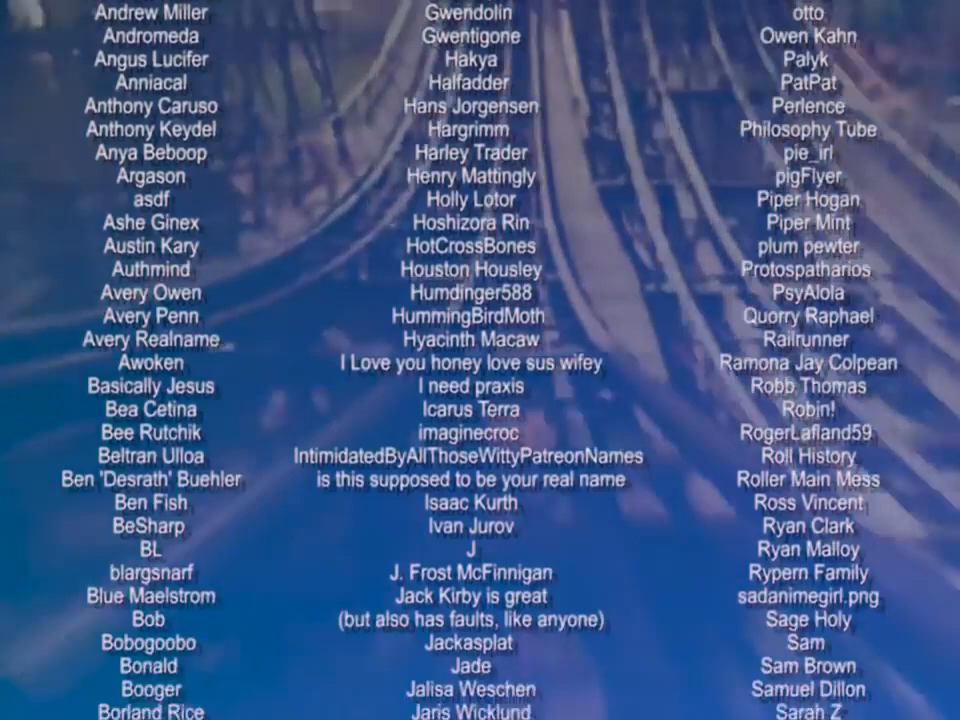 Andrew Miller
Andromeda
Angus Lucifer
Anniacal
Anthony Caruso
Anthony Keydel
Anya Beboop
Argason
asdf
Ashe Ginex
Austin Kary
Authmind
Avery Owen
Avery Penn
Avery Realname
Awoken
Basically Jesus
Bea Cetina
Bee Rutchik
Beltran Ulloa
Ben 'Desrath' Buehler
Ben Fish
BeSharp
BL
blargsnarf
Blue Maelstrom
Bob
Bobogoobo
Bonald
Booger
Borland Rice
Gwendolin
Gwentigone
Hakya
Halfadder
Hans Jorgensen
Hargrimm
Harley Trader
Henry Mattingly
Holly Lotor
Hoshizora Rin
HotCrossBones
Houston Housley
Humdinger588
HummingBirdMoth
Hyacinth Macaw
I Love you honey love sus wifey
I need praxis
Icarus Terra
imaginecroc
IntimidatedByAllThoseWittyPatreonNames
is this supposed to be your real name
Isaac Kurth
Ivan Jurov
J
J. Frost McFinnigan
Jack Kirby is great
(but also has faults, like anyone)
Jackasplat
Jade
Jalisa Weschen
Jaris Wicklund
otto
Owen Kahn
Palyk
PatPat
Perlence
Philosophy Tube
pie_irl
pigFlyer
Piper Hogan
Piper Mint
plum pewter
Protospatharios
PsyAlola
Quorry Raphael
Railrunner
Ramona Jay Colpean
Robb Thomas
Robin!
RogerLafland59
Roll History
Roller Main Mess
Ross Vincent
Ryan Clark
Ryan Malloy
Rypern Family
sadanimegirl.png
Sage Holy
Sam
Sam Brown
Samuel Dillon
Sarah Z